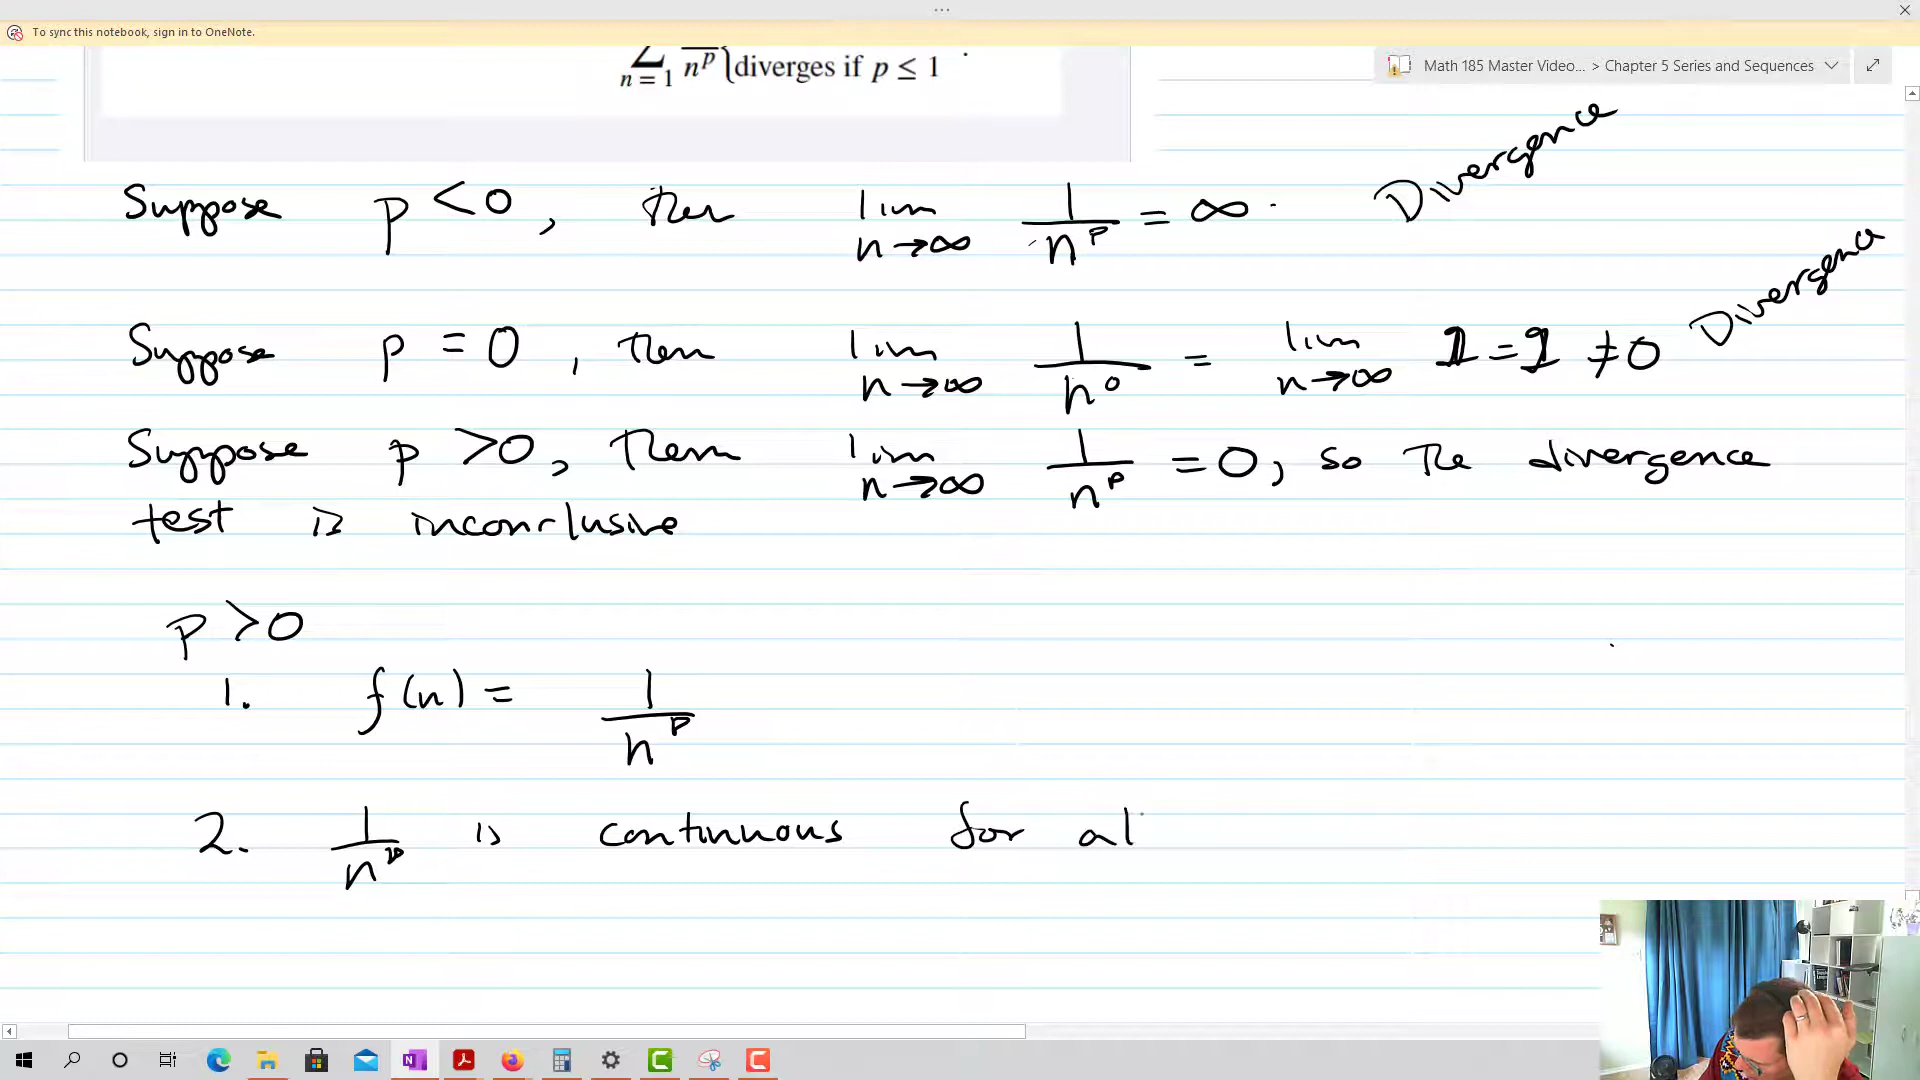 To sync this notebook, sign in to OneNote.
Math 185 Master Video... > Chapter 5 Series and Sequences
∑ n = 1 1/n^p { diverges if p ≤ 1 .
Suppose p < 0, then lim n→∞ 1/n^p = ∞. Divergence
Suppose p = 0, then lim n→∞ 1/n^0 = lim n→∞ 1 = 1 ≠ 0 Divergence
Suppose p > 0, then lim n→∞ 1/n^p = 0, so the divergence
test is inconclusive
p > 0
1. f(n) = 1/n^p
2. 1/n^p is continuous for al